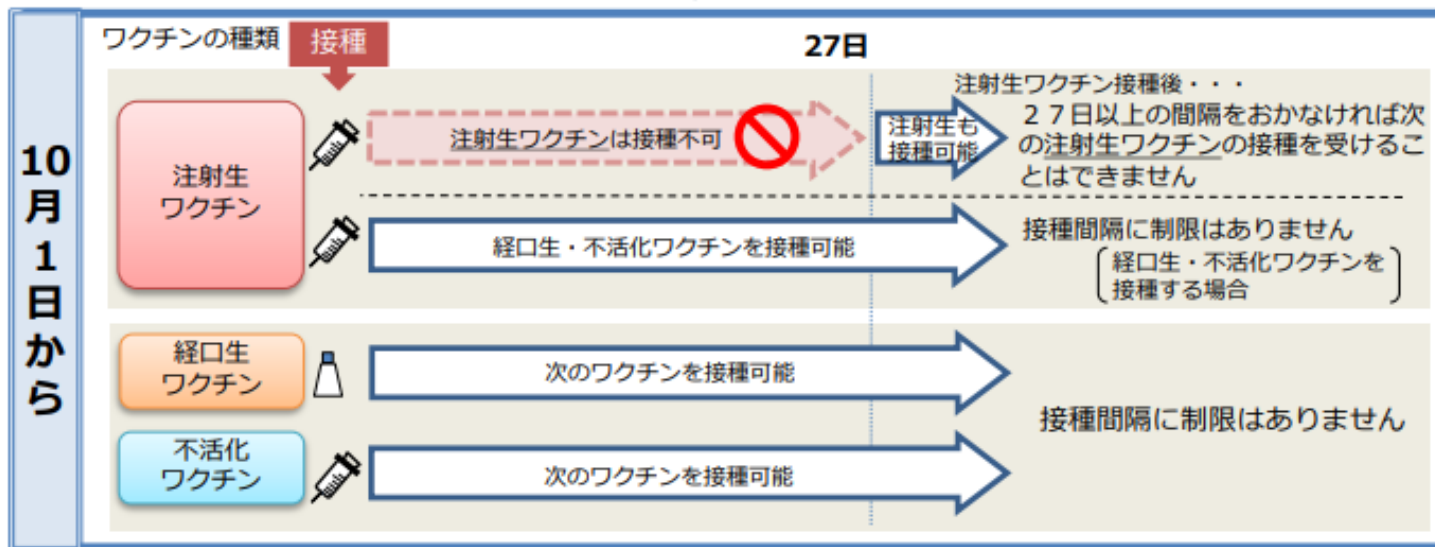 10
月
1
日
か
ら
ワクチンの種類
接種
27日
注射生
ワクチン
注射生ワクチンは接種不可
注射生も
接種可能
注射生ワクチン接種後・・・
２７日以上の間隔をおかなければ次
の注射生ワクチンの接種を受けるこ
とはできません
経口生・不活化ワクチンを接種可能
接種間隔に制限はありません
経口生・不活化ワクチンを
接種する場合
経口生
ワクチン
次のワクチンを接種可能
不活化
ワクチン
次のワクチンを接種可能
接種間隔に制限はありません